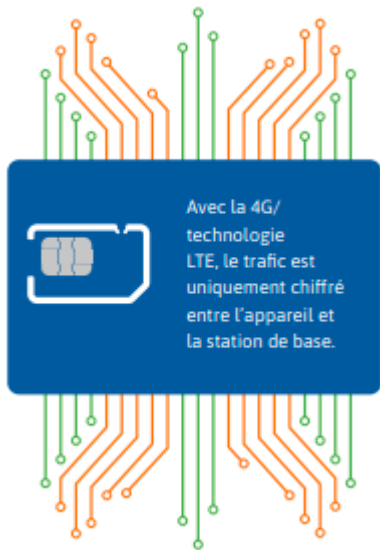 Avec la 4G/
technologie
LTE, le trafic est
uniquement chiffré
entre l'appareil et
la station de base.